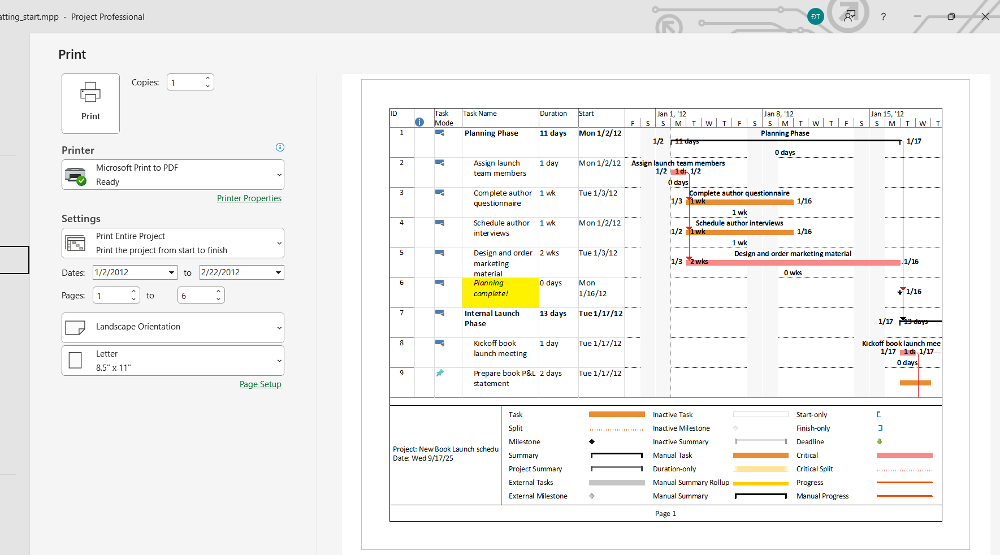 atting_start.mpp - Project Professional
ĐT
?
Print
Print
Copies: 1
Printer
Microsoft Print to PDF
Ready
Printer Properties
Settings
Print Entire Project
Print the project from start to finish
Dates: 1/2/2012 to 2/22/2012
Pages: 1 to 6
Landscape Orientation
Letter
8.5" x 11"
Page Setup
ID Task Mode Task Name Duration Start Jan 1, '12 Jan 8, '12 Jan 15, '12
F S S M T W T F S S M T W T F S S M T W T
1 Planning Phase 11 days Mon 1/2/12
Planning Phase
1/2 11 days 1/17
0 days
2 Assign launch team members 1 day Mon 1/2/12
Assign launch team members
1/2 1 d: 1/2
0 days
3 Complete author questionnaire 1 wk Tue 1/3/12
Complete author questionnaire
1/3 1 wk 1/16
1 wk
4 Schedule author interviews 1 wk Mon 1/2/12
Schedule author interviews
1/2 1 wk 1/16
1 wk
5 Design and order marketing material 2 wks Tue 1/3/12
Design and order marketing material
1/3 2 wks 1/16
0 wks
6 Planning complete! 0 days Mon 1/16/12
1/16
7 Internal Launch Phase 13 days Tue 1/17/12
1/17 13 days
8 Kickoff book launch meeting 1 day Tue 1/17/12
Kickoff book launch mee
1/17 1 d: 1/17
0 days
9 Prepare book P&L statement 2 days Tue 1/17/12
Project: New Book Launch schedu
Date: Wed 9/17/25
Task Inactive Task Start-only
Split Inactive Milestone Finish-only
Milestone Inactive Summary Deadline
Summary Manual Task Critical
Project Summary Duration-only Critical Split
External Tasks Manual Summary Rollup Progress
External Milestone Manual Summary Manual Progress
Page 1